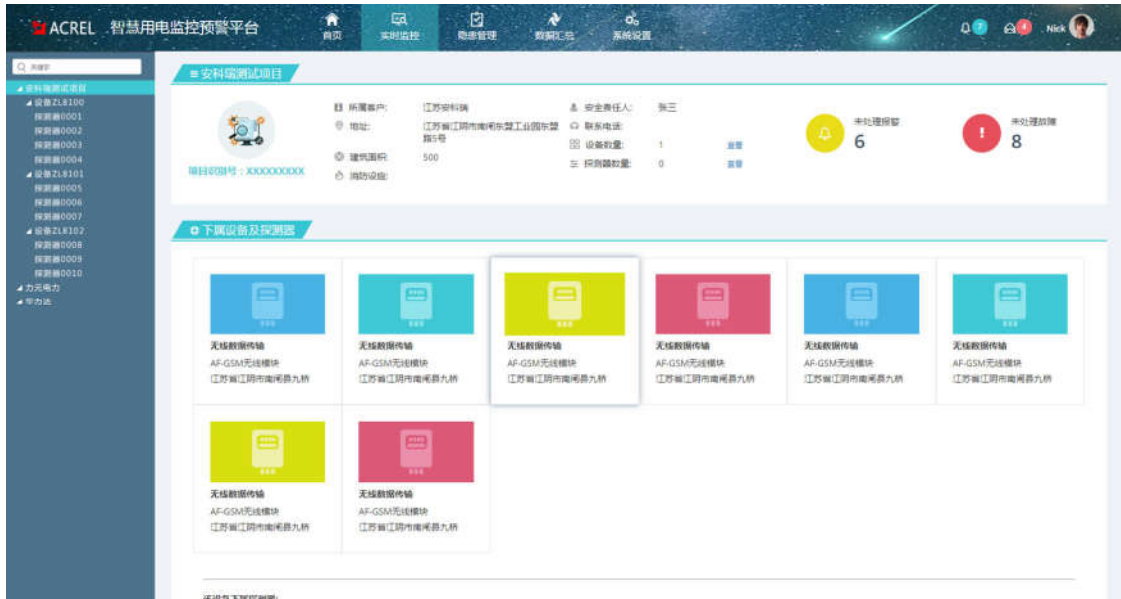 ACREL 智慧用电监控预警平台
首页
实时监控
隐患管理
数据汇总
系统设置
7
4
Nick
关键字
安科瑞测试项目
设备ZL8100
探测器0001
探测器0002
探测器0003
探测器0004
设备ZL8101
探测器0005
探测器0006
探测器0007
设备ZL8102
探测器0008
探测器0009
探测器0010
力元电力
华力达
安科瑞测试项目
项目识别号：XXXXXXXXX
所属客户: 江苏安科瑞
地址: 江苏省江阴市南闸东盟工业园东盟
路5号
建筑面积: 500
消防设施:
安全责任人: 张三
联系电话:
设备数量: 1 查看
探测器数量: 0 查看
未处理报警
6
未处理故障
8
下属设备及探测器
无线数据传输
AF-GSM无线模块
江苏省江阴市南闸县九桥
无线数据传输
AF-GSM无线模块
江苏省江阴市南闸县九桥
无线数据传输
AF-GSM无线模块
江苏省江阴市南闸县九桥
无线数据传输
AF-GSM无线模块
江苏省江阴市南闸县九桥
无线数据传输
AF-GSM无线模块
江苏省江阴市南闸县九桥
无线数据传输
AF-GSM无线模块
江苏省江阴市南闸县九桥
无线数据传输
AF-GSM无线模块
江苏省江阴市南闸县九桥
无线数据传输
AF-GSM无线模块
江苏省江阴市南闸县九桥